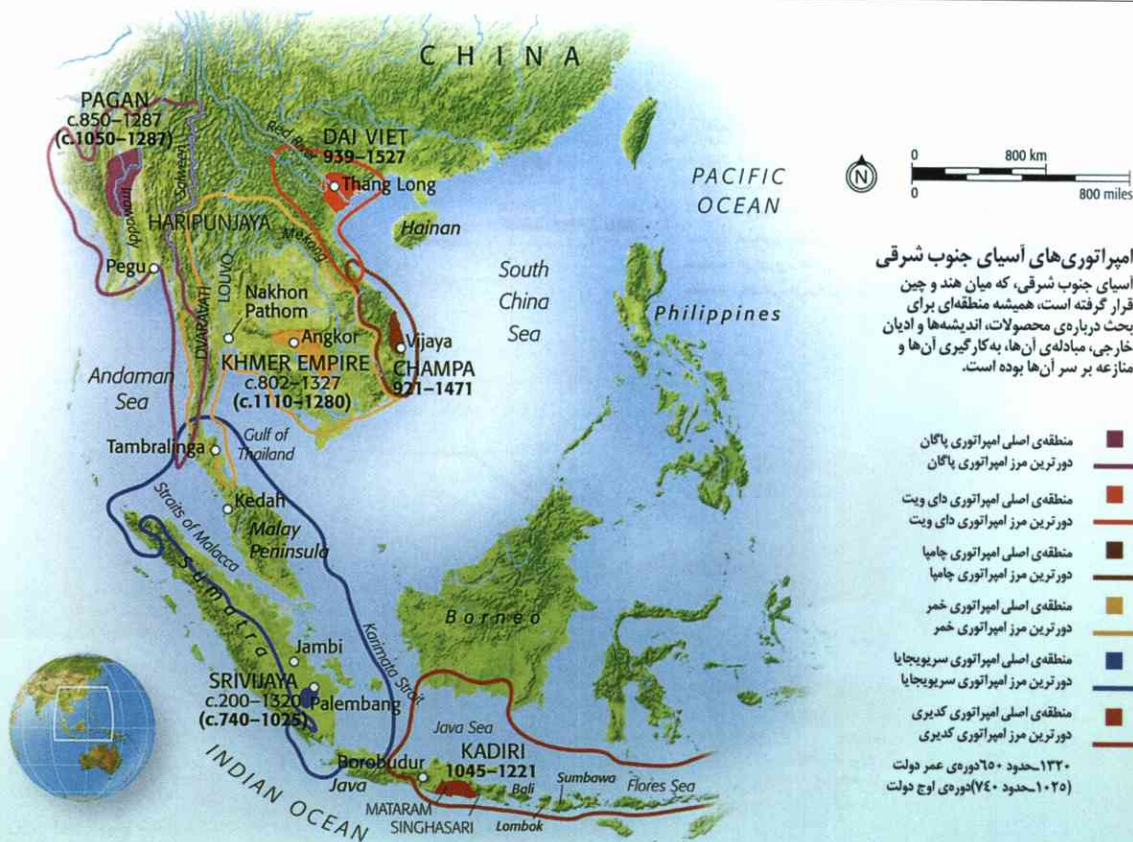 CHINA
PAGAN
c.850–1287
(c.1050–1287)
Red River
DAI VIET
939–1527
Thang Long
Salween
Irrawaddy
HARIPUNJAYA
Mekong
Hainan
PACIFIC
OCEAN
Pegu
LOUVO
DVARAVATI
Nakhon
Pathom
Angkor
KHMER EMPIRE
c.802–1327
(c.1110–1280)
Vijaya
CHAMPA
921–1471
South
China
Sea
Philippines
Andaman
Sea
Tambralinga
Gulf of
Thailand
Kedah
Straits of Malacca
Malay
Peninsula
Sumatra
Borneo
Jambi
Karimata Strait
SRIVIJAYA
c.200–1320
(c.740–1025)
Palembang
INDIAN OCEAN
Java Sea
Borobudur
KADIRI
1045–1221
Java
Bali
Sumbawa
Flores Sea
MATARAM
SINGHASARI
Lombok
N
0 800 km
0 800 miles
امپراتوری‌های آسیای جنوب شرقی
آسیای جنوب شرقی، که میان هند و چین
قرار گرفته است، همیشه منطقه‌ای برای
بحث درباره‌ی محصولات، اندیشه‌ها و ادیان
خارجی، مبادله‌ی آن‌ها، به‌کارگیری آن‌ها و
منازعه بر سر آن‌ها بوده است.
منطقه‌ی اصلی امپراتوری پاگان
دورترین مرز امپراتوری پاگان
منطقه‌ی اصلی امپراتوری دای ویت
دورترین مرز امپراتوری دای ویت
منطقه‌ی اصلی امپراتوری چامپا
دورترین مرز امپراتوری چامپا
منطقه‌ی اصلی امپراتوری خمر
دورترین مرز امپراتوری خمر
منطقه‌ی اصلی امپراتوری سریویجایا
دورترین مرز امپراتوری سریویجایا
منطقه‌ی اصلی امپراتوری کدیری
دورترین مرز امپراتوری کدیری
۱۳۲۰_حدود ۶۵۰دوره‌ی عمر دولت
(۱۰۲۵_حدود ۷۴۰)دوره‌ی اوج دولت